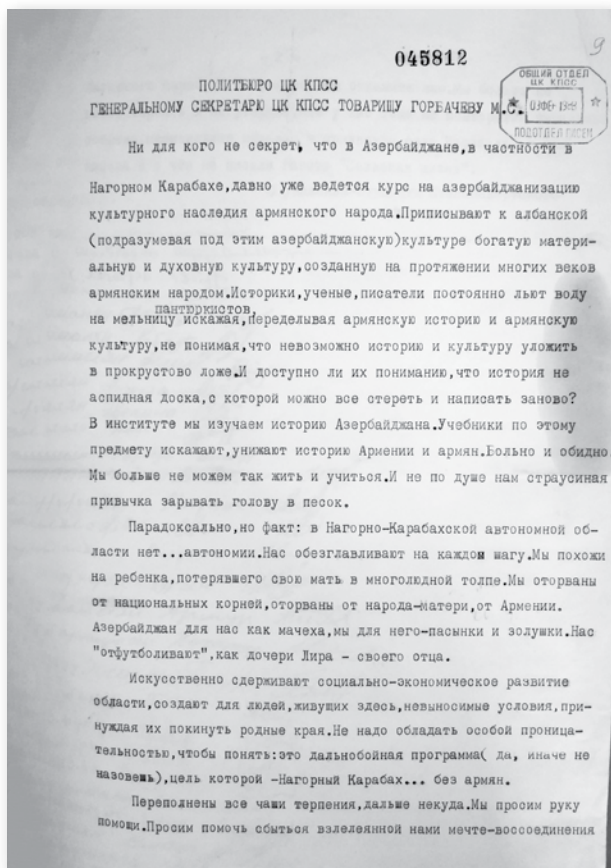 9
045812
ОБЩИЙ ОТДЕЛ
ЦК КПСС
ПОДОТДЕЛ ПИСЕМ
ПОЛИТБЮРО ЦК КПСС
ГЕНЕРАЛЬНОМУ СЕКРЕТАРЮ ЦК КПСС ТОВАРИЩУ ГОРБАЧЕВУ М.С.
Ни для кого не секрет, что в Азербайджане,в частности в
Нагорном Карабахе,давно уже ведется курс на азербайджанизацию
культурного наследия армянского народа.Приписывают к албанской
(подразумевая под этим азербайджанскую)культуре богатую матери-
альную и духовную культуру,созданную на протяжении многих веков
армянским народом.Историки,ученые,писатели постоянно льют воду
пантюркистов,
на мельницу искажая,переделывая армянскую историю и армянскую
культуру,не понимая,что невозможно историю и культуру уложить
в прокрустово ложе.И доступно ли их пониманию,что история не
аспидная доска,с которой можно все стереть и написать заново?
В институте мы изучаем историю Азербайджана.Учебники по этому
предмету искажают,унижают историю Армении и армян.Больно и обидно.
Мы больше не можем так жить и учиться.И не по душе нам страусиная
привычка зарывать голову в песок.
Парадоксально,но факт: в Нагорно-Карабахской автономной об-
ласти нет...автономии.Нас обезглавливают на каждом шагу.Мы похожи
на ребенка,потерявшего свою мать в многолюдной толпе.Мы оторваны
от национальных корней,оторваны от народа-матери,от Армении.
Азербайджан для нас как мачеха,мы для него-пасынки и золушки.Нас
"отфутболивают",как дочери Лира - своего отца.
Искусственно сдерживают социально-экономическое развитие
области,создают для людей,живущих здесь,невыносимые условия,при-
нуждая их покинуть родные края.Не надо обладать особой проница-
тельностью,чтобы понять:это дальнобойная программа( да, иначе не
назовешь),цель которой -Нагорный Карабах... без армян.
Переполнены все чаши терпения,дальше некуда.Мы просим руку
помощи.Просим помочь сбыться взлелеянной нами мечте-воссоединения